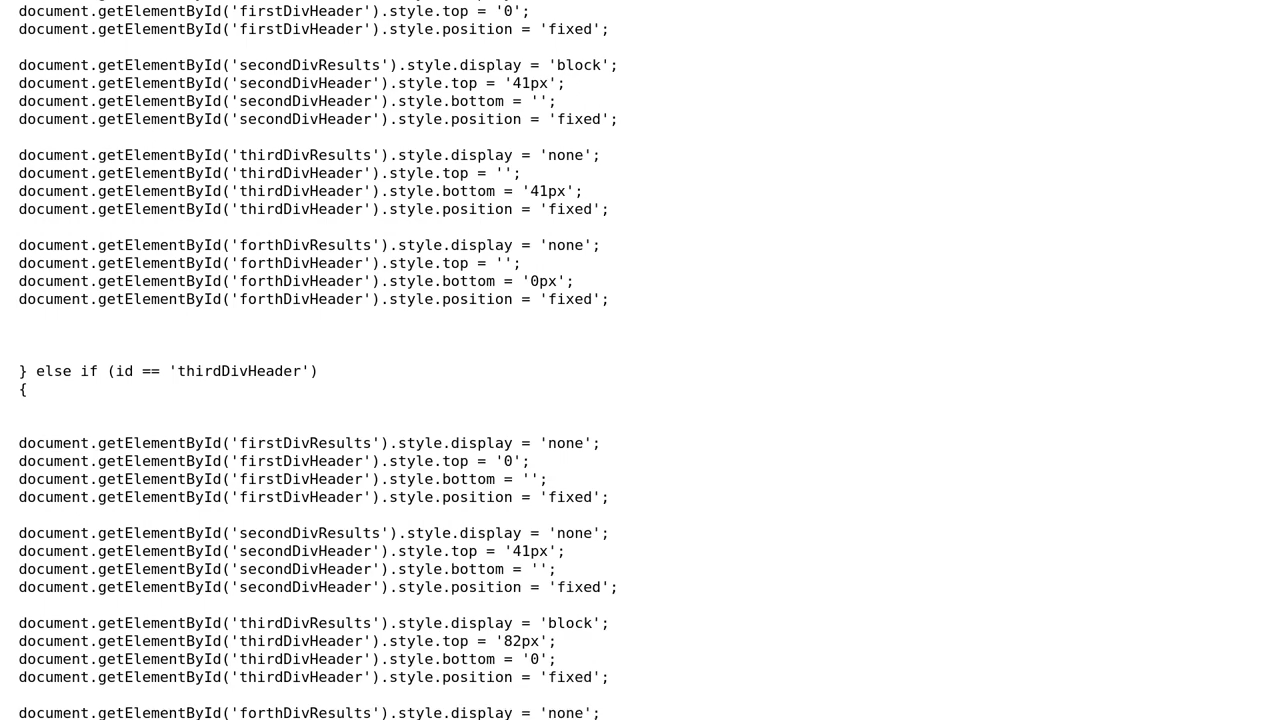 document.getElementById('firstDivHeader').style.top = '0';
document.getElementById('firstDivHeader').style.position = 'fixed';
document.getElementById('secondDivResults').style.display = 'block';
document.getElementById('secondDivHeader').style.top = '41px';
document.getElementById('secondDivHeader').style.bottom = '';
document.getElementById('secondDivHeader').style.position = 'fixed';
document.getElementById('thirdDivResults').style.display = 'none';
document.getElementById('thirdDivHeader').style.top = '';
document.getElementById('thirdDivHeader').style.bottom = '41px';
document.getElementById('thirdDivHeader').style.position = 'fixed';
document.getElementById('forthDivResults').style.display = 'none';
document.getElementById('forthDivHeader').style.top = '';
document.getElementById('forthDivHeader').style.bottom = '0px';
document.getElementById('forthDivHeader').style.position = 'fixed';
} else if (id == 'thirdDivHeader')
{
document.getElementById('firstDivResults').style.display = 'none';
document.getElementById('firstDivHeader').style.top = '0';
document.getElementById('firstDivHeader').style.bottom = '';
document.getElementById('firstDivHeader').style.position = 'fixed';
document.getElementById('secondDivResults').style.display = 'none';
document.getElementById('secondDivHeader').style.top = '41px';
document.getElementById('secondDivHeader').style.bottom = '';
document.getElementById('secondDivHeader').style.position = 'fixed';
document.getElementById('thirdDivResults').style.display = 'block';
document.getElementById('thirdDivHeader').style.top = '82px';
document.getElementById('thirdDivHeader').style.bottom = '0';
document.getElementById('thirdDivHeader').style.position = 'fixed';
document.getElementById('forthDivResults').style.display = 'none';